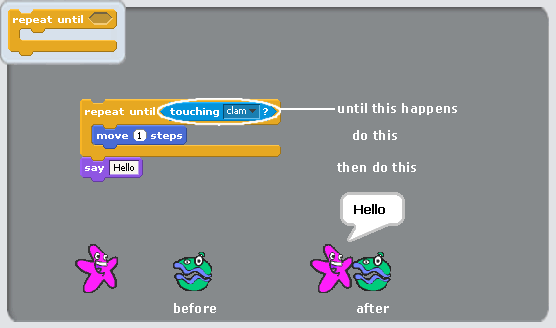 repeat until
repeat until touching clam ? until this happens
move 1 steps do this
say Hello then do this
Hello
before after